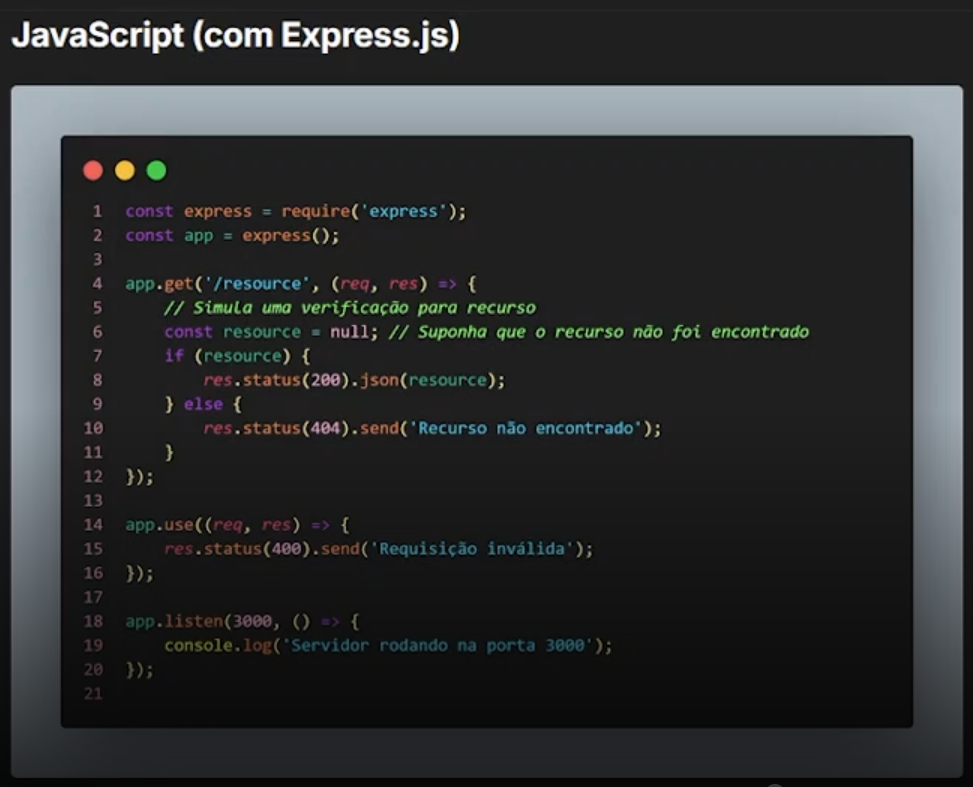 JavaScript (com Express.js)
1 const express = require('express');
2 const app = express();
3
4 app.get('/resource', (req, res) => {
5     // Simula uma verificação para recurso
6     const resource = null; // Suponha que o recurso não foi encontrado
7     if (resource) {
8         res.status(200).json(resource);
9     } else {
10         res.status(404).send('Recurso não encontrado');
11     }
12 });
13
14 app.use((req, res) => {
15     res.status(400).send('Requisição inválida');
16 });
17
18 app.listen(3000, () => {
19     console.log('Servidor rodando na porta 3000');
20 });
21